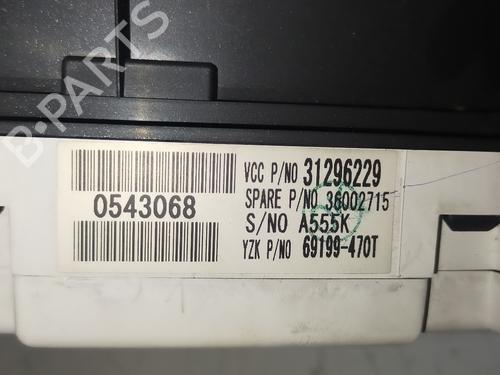 B-PARTS
0543068
VCC P/NO 31296229
SPARE P/NO 36002715
S/NO A555K
YZK P/NO 69199-470T